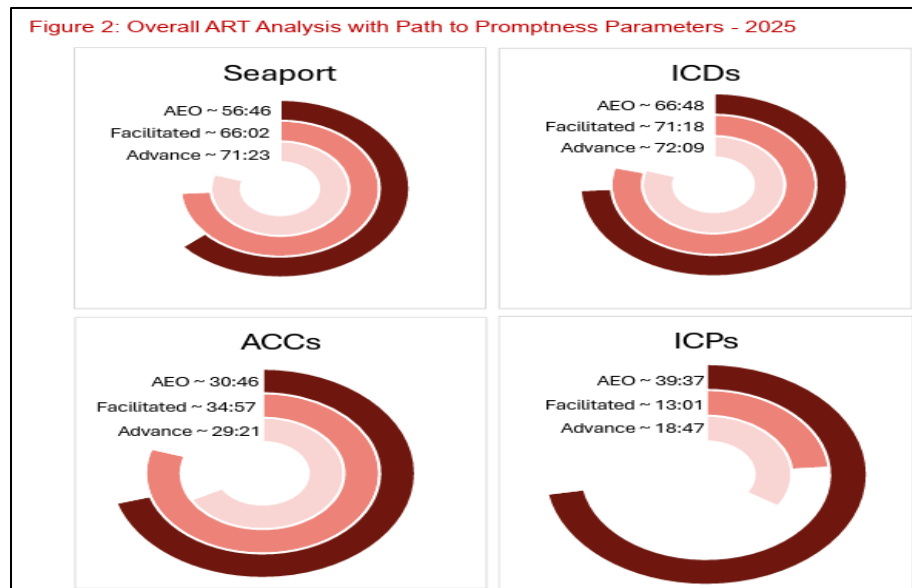 Figure 2: Overall ART Analysis with Path to Promptness Parameters - 2025
Seaport
AEO ~ 56:46
Facilitated ~ 66:02
Advance ~ 71:23
ICDs
AEO ~ 66:48
Facilitated ~ 71:18
Advance ~ 72:09
ACCs
AEO ~ 30:46
Facilitated ~ 34:57
Advance ~ 29:21
ICPs
AEO ~ 39:37
Facilitated ~ 13:01
Advance ~ 18:47